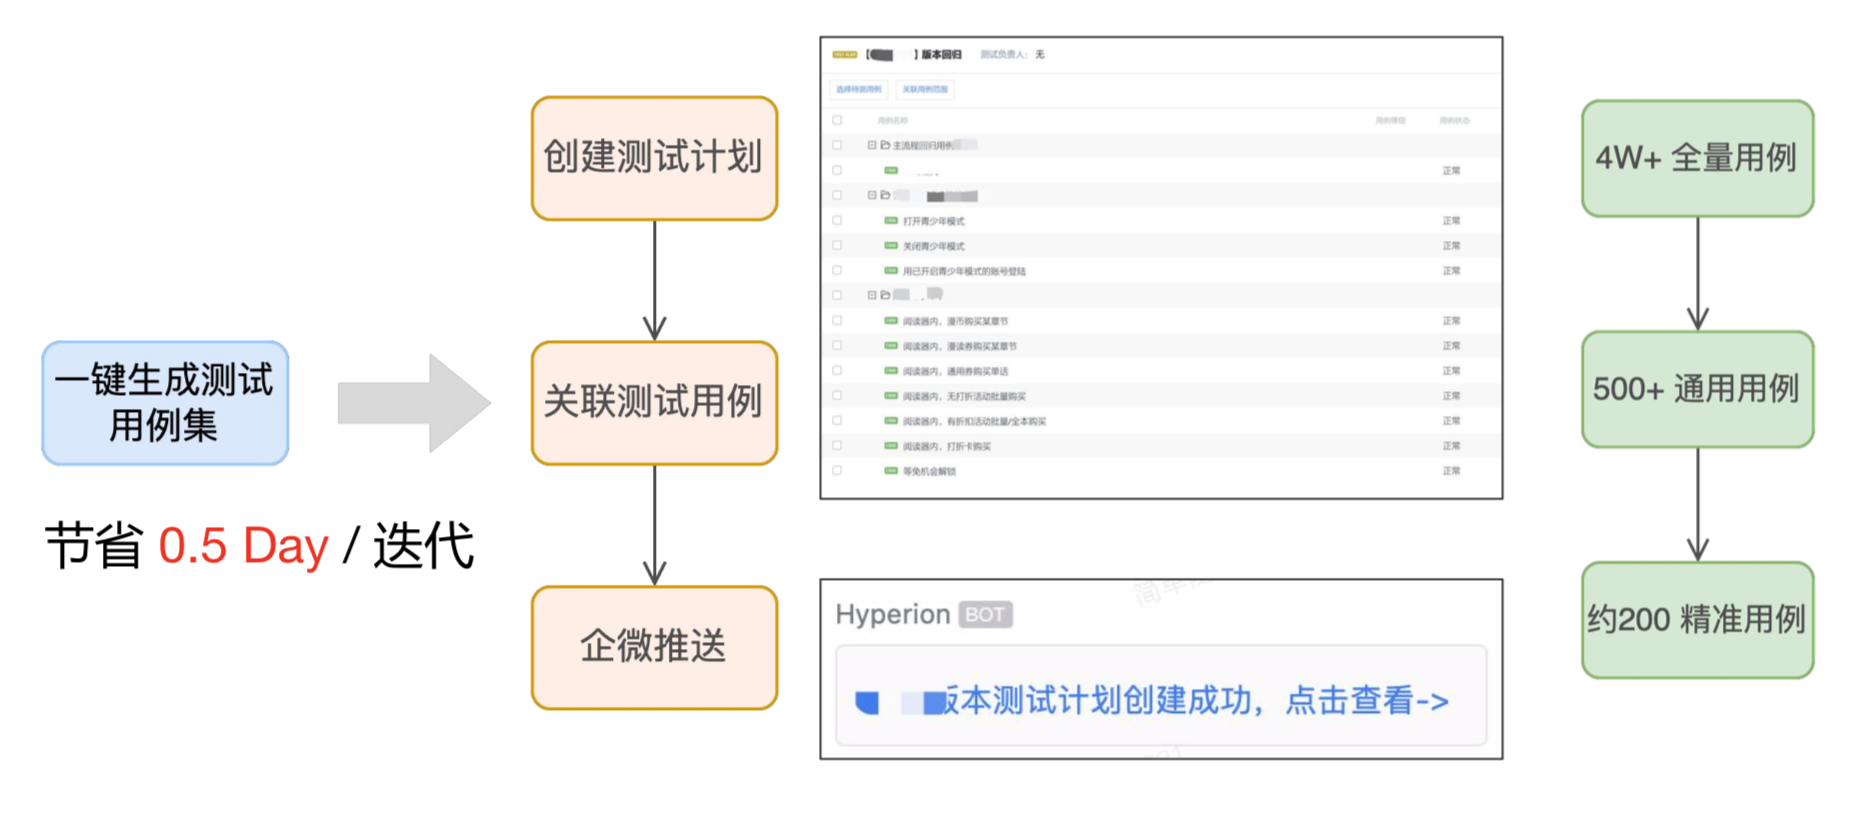 一键生成测试
用例集
节省 0.5 Day / 迭代
创建测试计划
关联测试用例
企微推送
【 】版本回归 测试负责人： 无
选择待测用例 关联用例范围
用例名称 用例等级 用例状态
主流程回归用例
正常
打开青少年模式 正常
关闭青少年模式 正常
用已开启青少年模式的账号登陆 正常
阅读器内，漫币购买某章节 正常
阅读器内，漫读券购买某章节 正常
阅读器内，通用券购买单话 正常
阅读器内，无打折活动批量购买 正常
阅读器内，有折扣活动批量/全本购买 正常
阅读器内，打折卡购买 正常
等免机会解锁 正常
Hyperion BOT
版本测试计划创建成功，点击查看->
4W+ 全量用例
500+ 通用用例
约200 精准用例